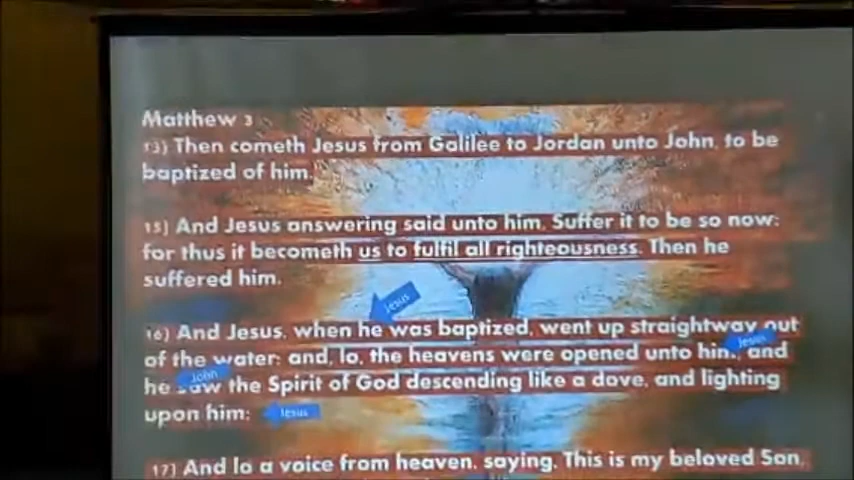 Matthew 3
13) Then cometh Jesus from Galilee to Jordan unto John, to be
baptized of him.
15) And Jesus answering said unto him, Suffer it to be so now:
for thus it becometh us to fulfil all righteousness. Then he
suffered him.
Jesus
16) And Jesus, when he was baptized, went up straightway out
Jesus
of the water: and, lo, the heavens were opened unto him, and
John
he saw the Spirit of God descending like a dove, and lighting
upon him: Jesus
17) And lo a voice from heaven, saying, This is my beloved Son,